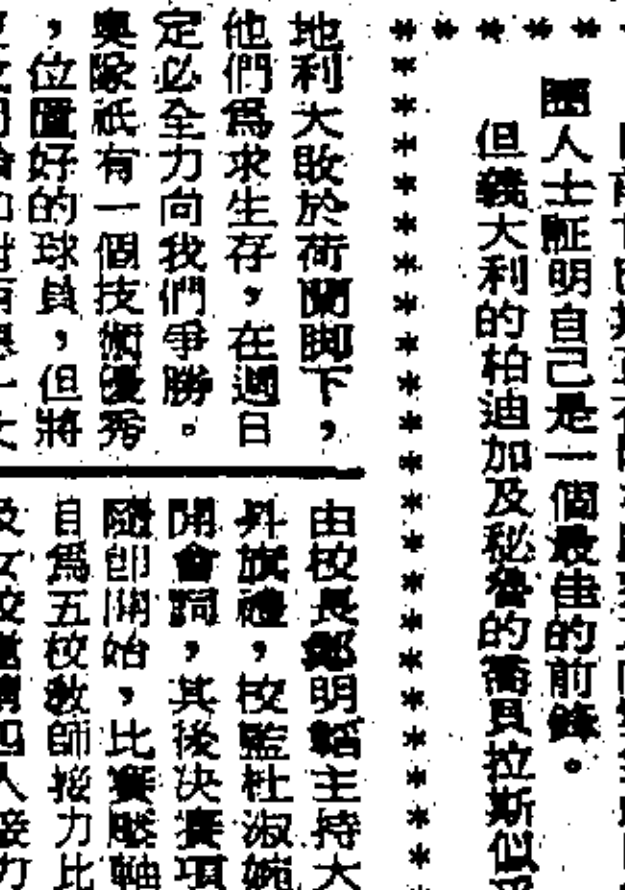 圈人士証明自己是一個最佳的前鋒。
但義大利的柏迪加及秘魯的喬貝拉斯似
地利大敗於荷蘭脚下，
他們爲求生存，在週日
定必全力向我們爭勝。
奧隊祇有一個技術優秀
，位置好的球員，但將
由校長鄭明韜主持大
升旗禮，校監杜淑婉
開會詞，其後决賽項
隨即開始，比賽壓軸
自爲五校教師接力比